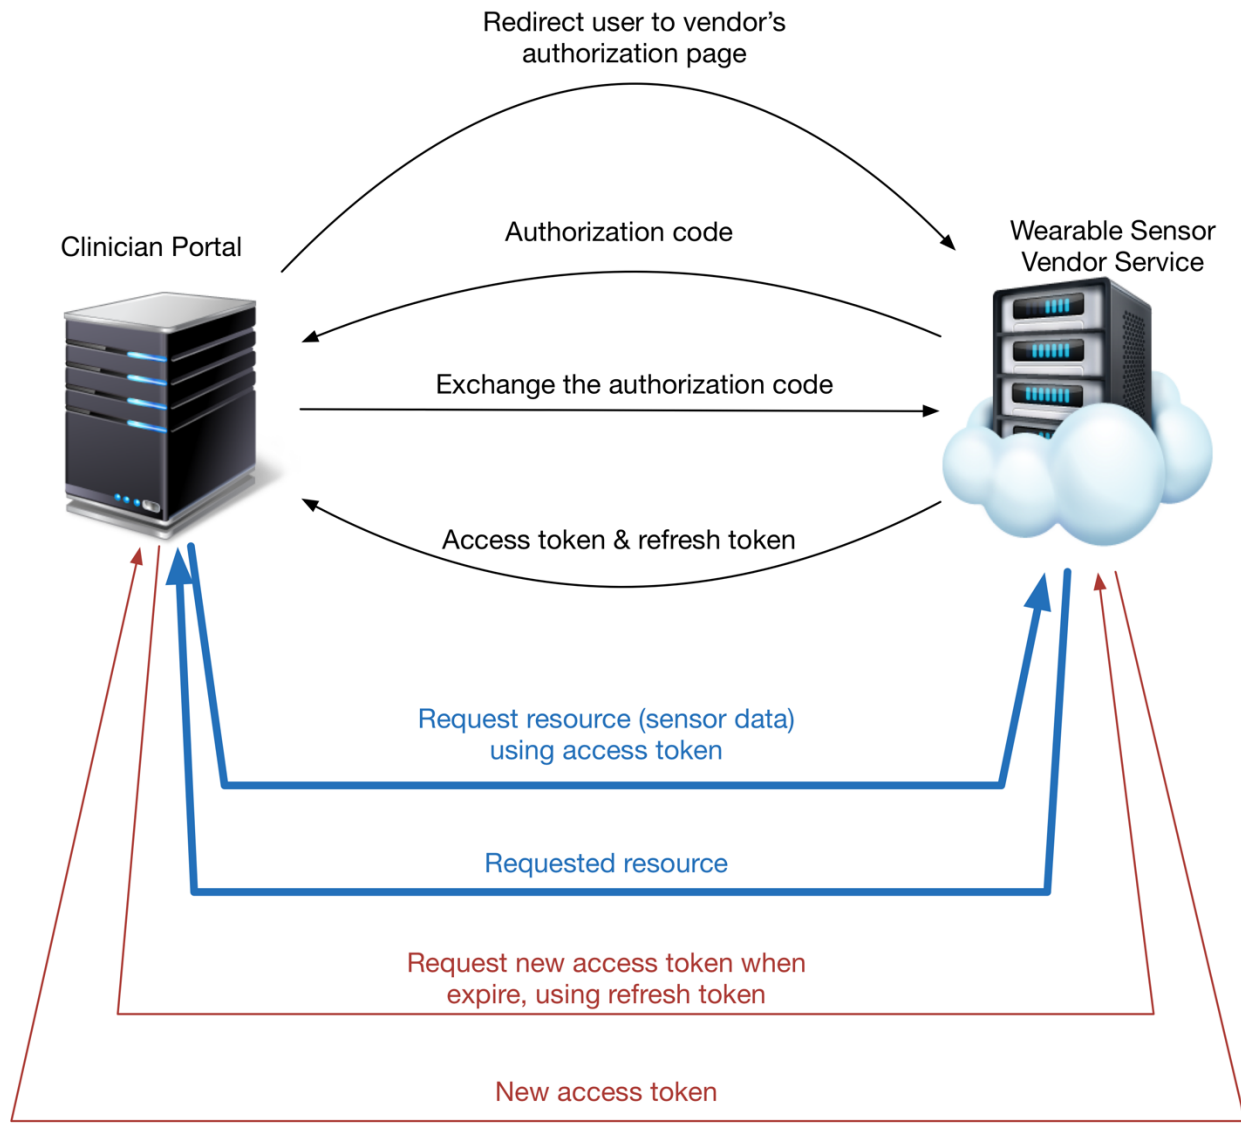 Redirect user to vendor’s
authorization page
Authorization code
Clinician Portal
Wearable Sensor
Vendor Service
Exchange the authorization code
Access token & refresh token
Request resource (sensor data)
using access token
Requested resource
Request new access token when
expire, using refresh token
New access token